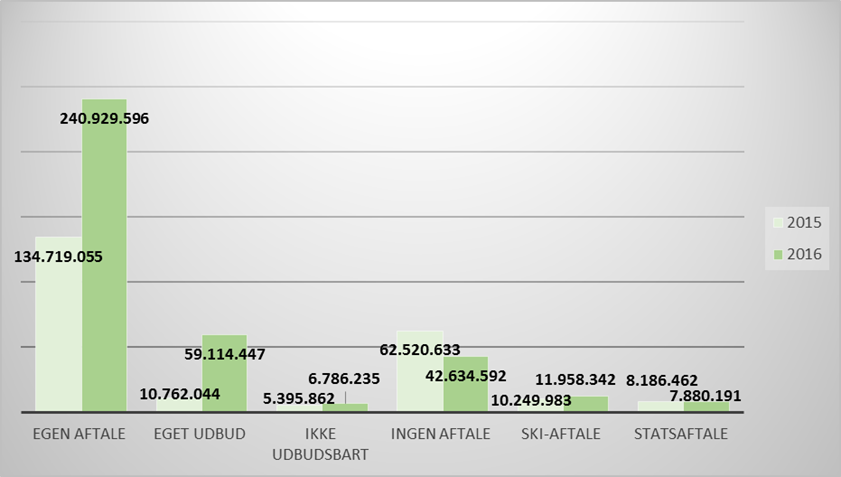 240.929.596
134.719.055
59.114.447
10.762.044
6.786.235
5.395.862
62.520.633
42.634.592
11.958.342
10.249.983
8.186.462
7.880.191
EGEN AFTALE
EGET UDBUD
IKKE
UDBUDSBART
INGEN AFTALE
SKI-AFTALE
STATSAFTALE
2015
2016